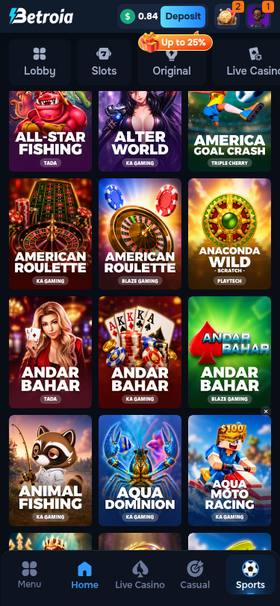 Betroia
$ 0.84 Deposit
2
1
Up to 25%
Lobby
Slots
Original
Live Casino
ALL-STAR
FISHING
TADA
ALTER
WORLD
KA GAMING
AMERICA
GOAL CRASH
TRIPLE CHERRY
AMERICAN
ROULETTE
KA GAMING
AMERICAN
ROULETTE
BLAZE GAMING
ANACONDA
WILD
- SCRATCH -
PLAYTECH
ANDAR
BAHAR
TADA
A K K K A
ANDAR
BAHAR
KA GAMING
ANDAR
BAHAR
ANDAR
BAHAR
BLAZE GAMING
ANIMAL
FISHING
KA GAMING
AQUA
DOMINION
KA GAMING
$100
AQUA
MOTO
RACING
KA GAMING
Menu
Home
Live Casino
Casual
Sports